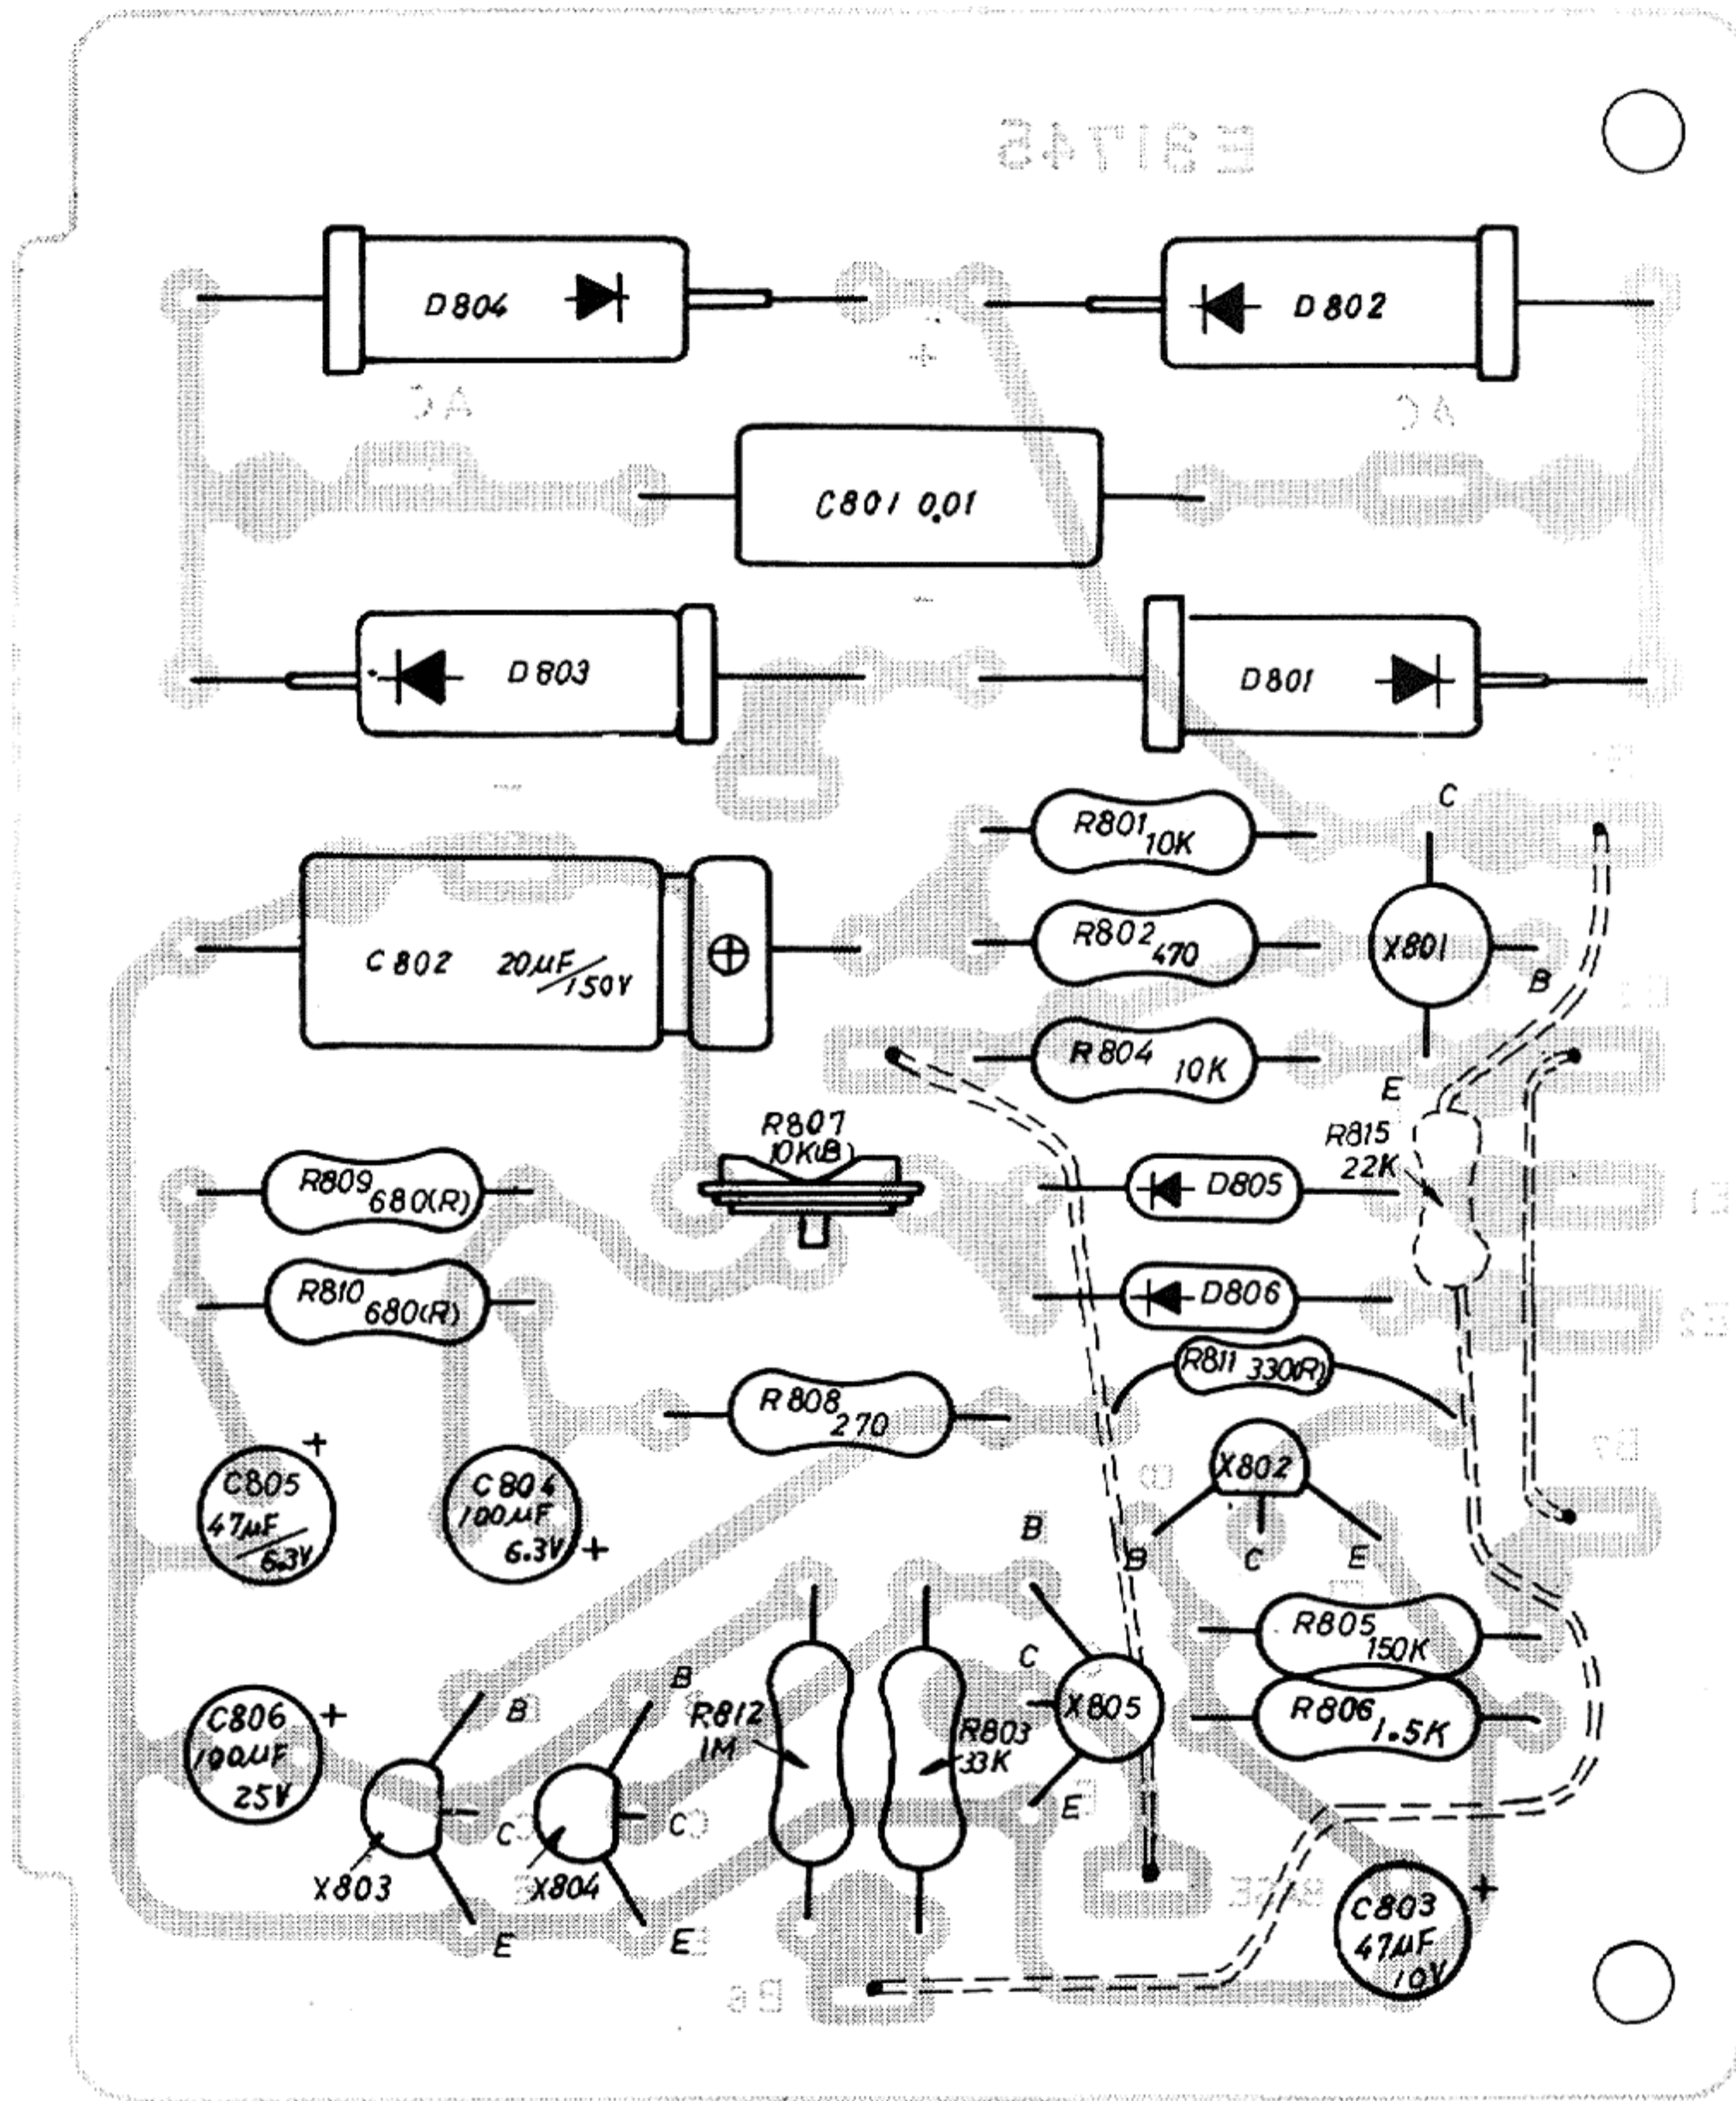 E31745
D804
D802
+
AC
AC
C801 0.01
-
D803
D801
-
C
R801 10K
C802 20µF/150V
R802 470
X801
B
R804 10K
E
R807
10K(B)
R815
22K
R809 680(R)
D805
E1
R810 680(R)
D806
R811 330(R)
R808 270
+
C805
47µF/6.3V
C804
100µF
6.3V +
X802
B
B C E
R805 150K
C
B
B
C806 +
100µF
25V
R812
1M
R803
33K
X805
R806 1.5K
E
C
C
X803
X804
E
E
BASE
C803 +
47µF
10V